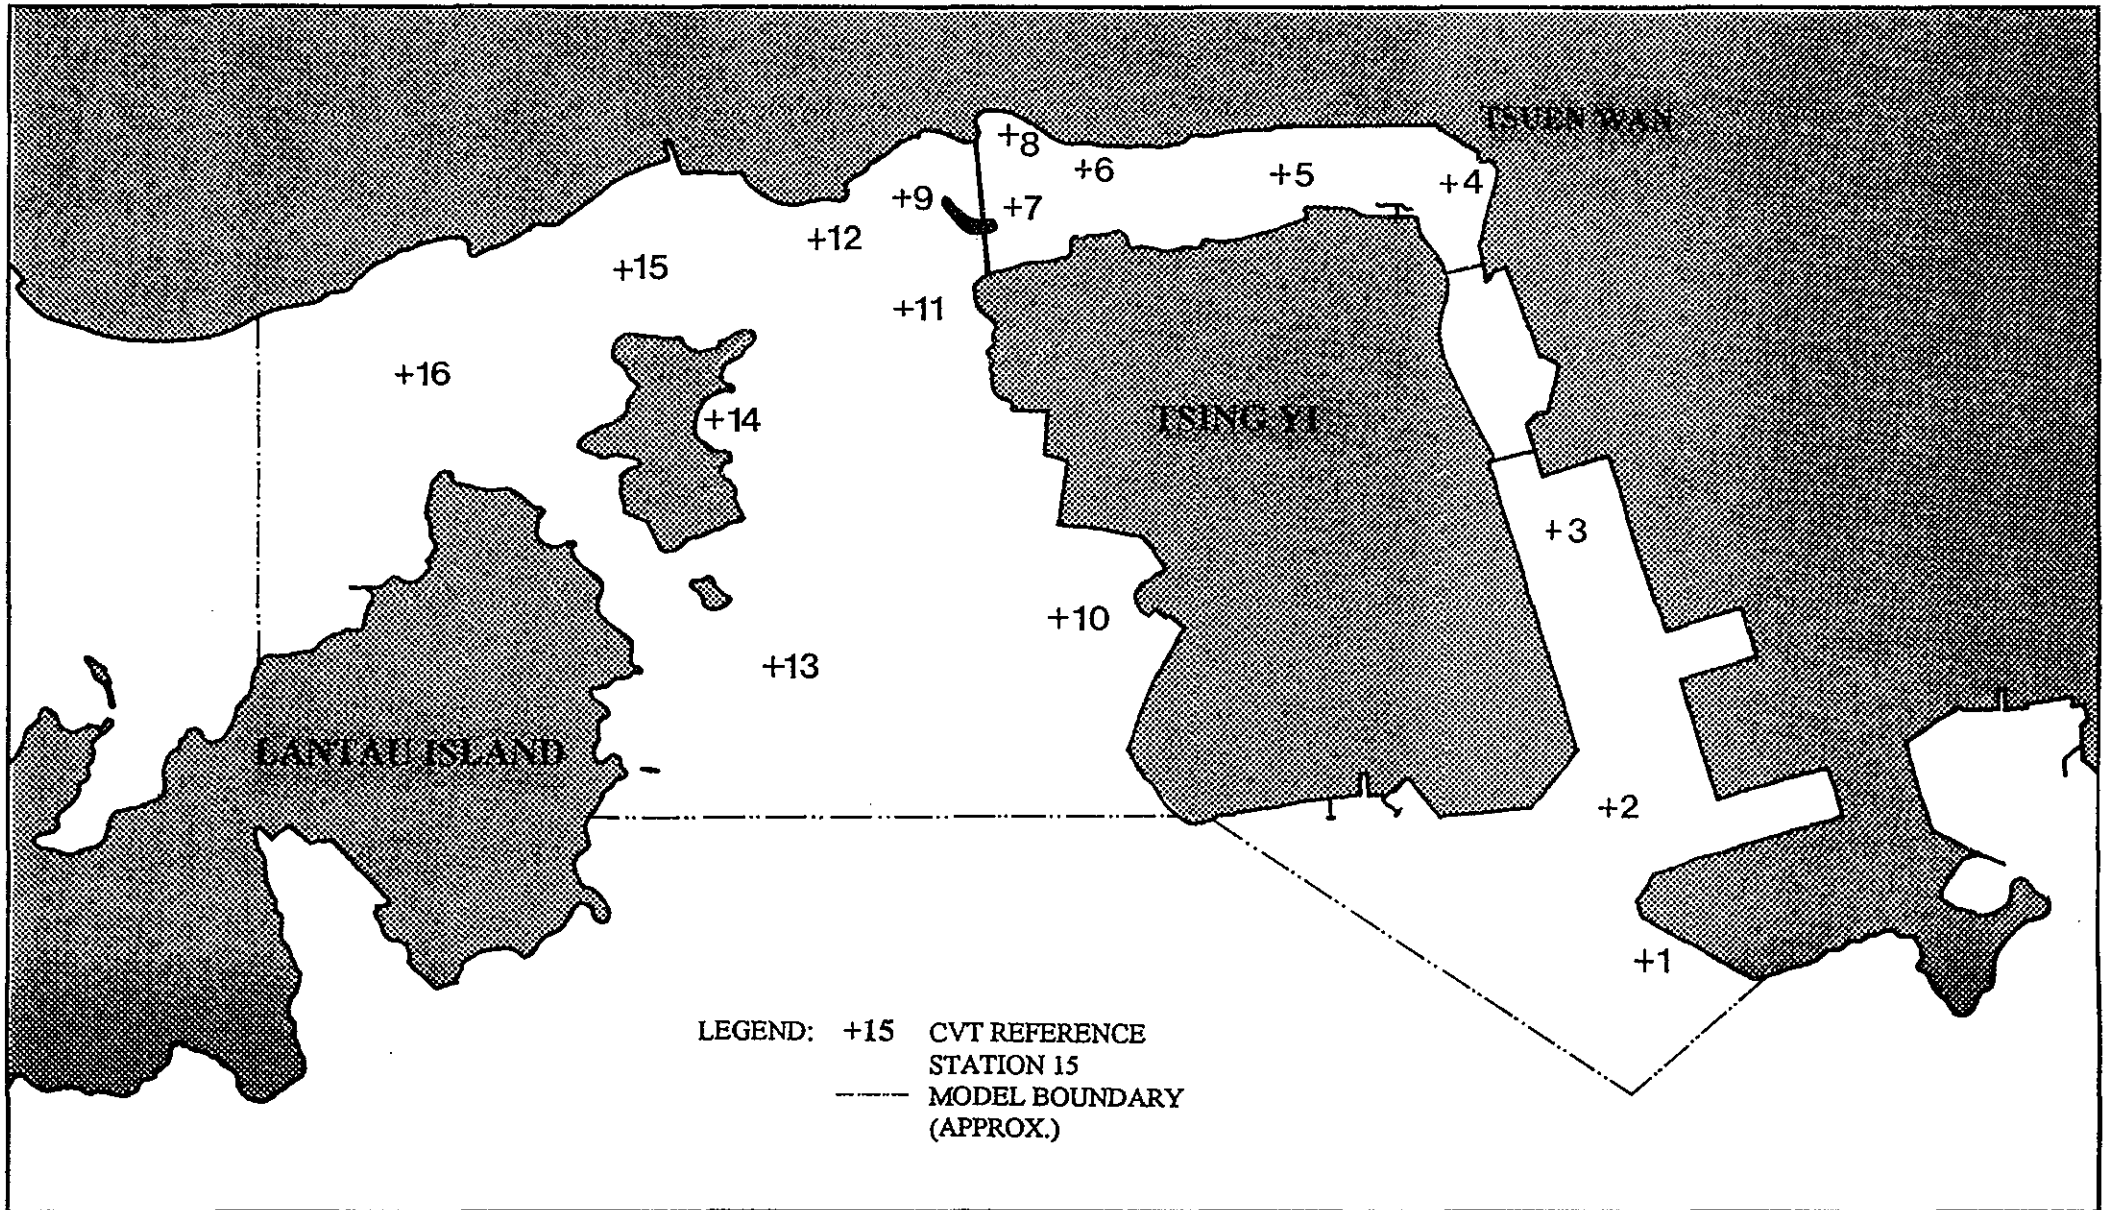 TSUEN WAN
+8
+6
+5
+4
+9
+7
+12
+15
+11
+16
+14
TSING YI
+3
+10
+13
LANTAU ISLAND
+2
+1
LEGEND: +15 CVT REFERENCE
STATION 15
MODEL BOUNDARY
(APPROX.)